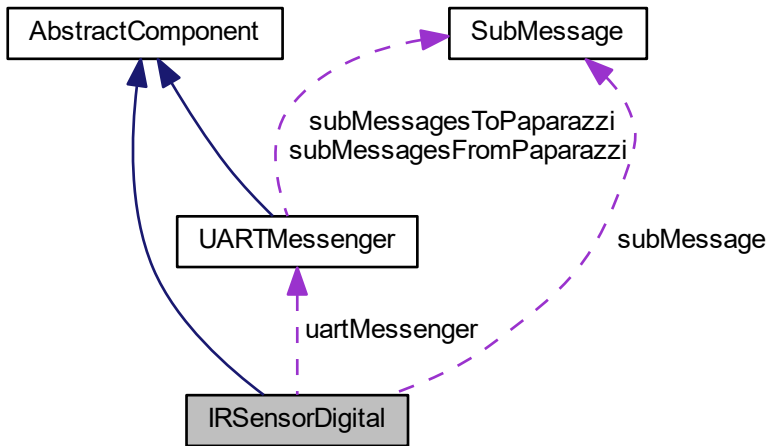 AbstractComponent
SubMessage
subMessagesToPaparazzi
subMessagesFromPaparazzi
UARTMessenger
subMessage
uartMessenger
IRSensorDigital